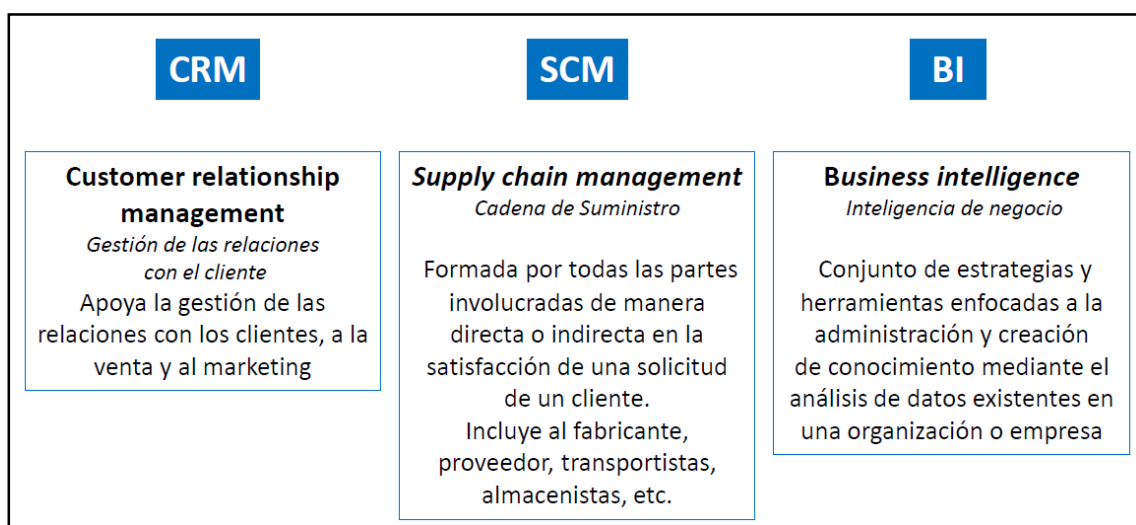 CRM
SCM
BI
Customer relationship
management
Gestión de las relaciones
con el cliente
Apoya la gestión de las
relaciones con los clientes, a la
venta y al marketing
Supply chain management
Cadena de Suministro
Formada por todas las partes
involucradas de manera
directa o indirecta en la
satisfacción de una solicitud
de un cliente.
Incluye al fabricante,
proveedor, transportistas,
almacenistas, etc.
Business intelligence
Inteligencia de negocio
Conjunto de estrategias y
herramientas enfocadas a la
administración y creación
de conocimiento mediante el
análisis de datos existentes en
una organización o empresa